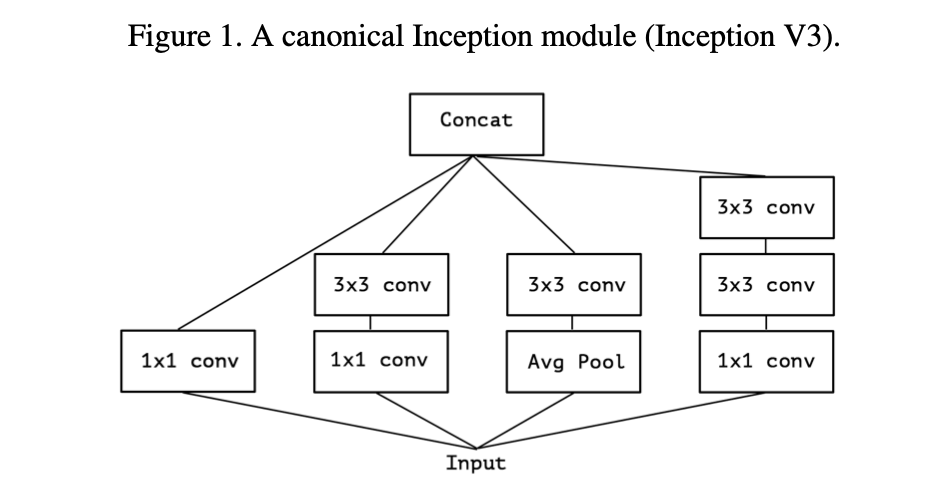 Figure 1. A canonical Inception module (Inception V3).
Concat
3x3 conv
3x3 conv
3x3 conv
3x3 conv
1x1 conv
1x1 conv
Avg Pool
1x1 conv
Input